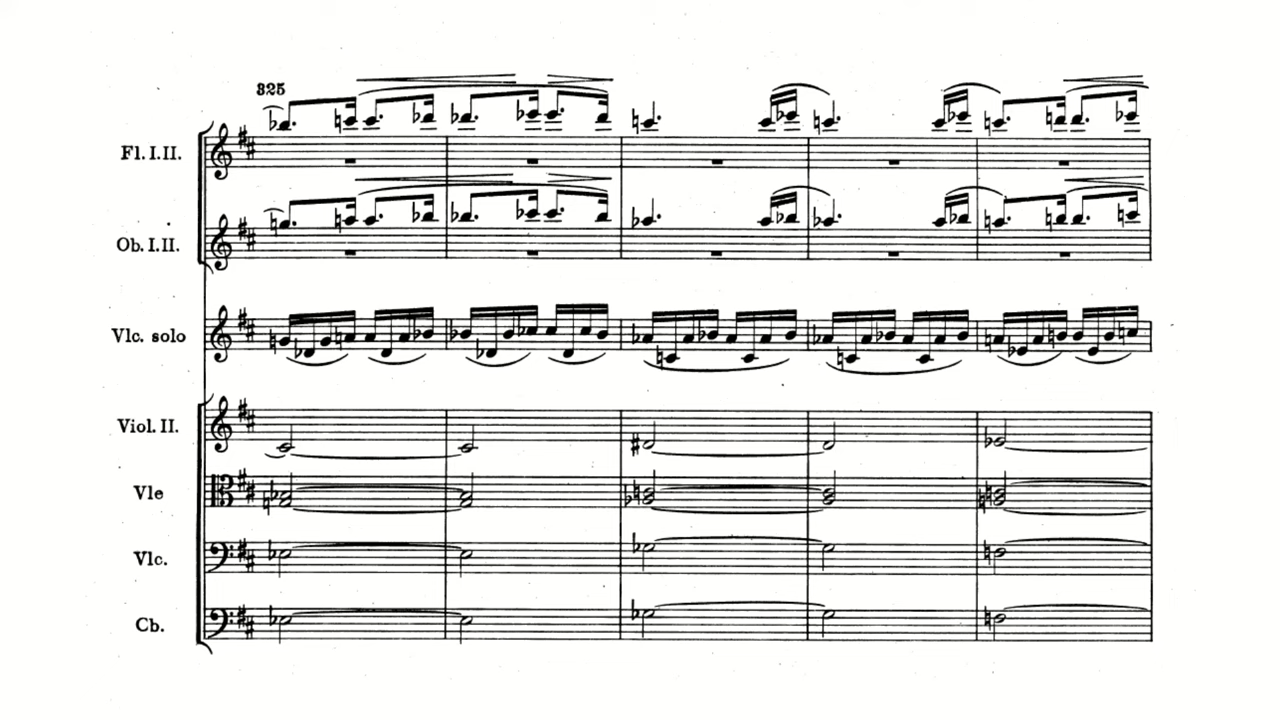 325
Fl. I.II.
Ob. I.II.
Vlc. solo
Viol. II.
Vle
Vlc.
Cb.